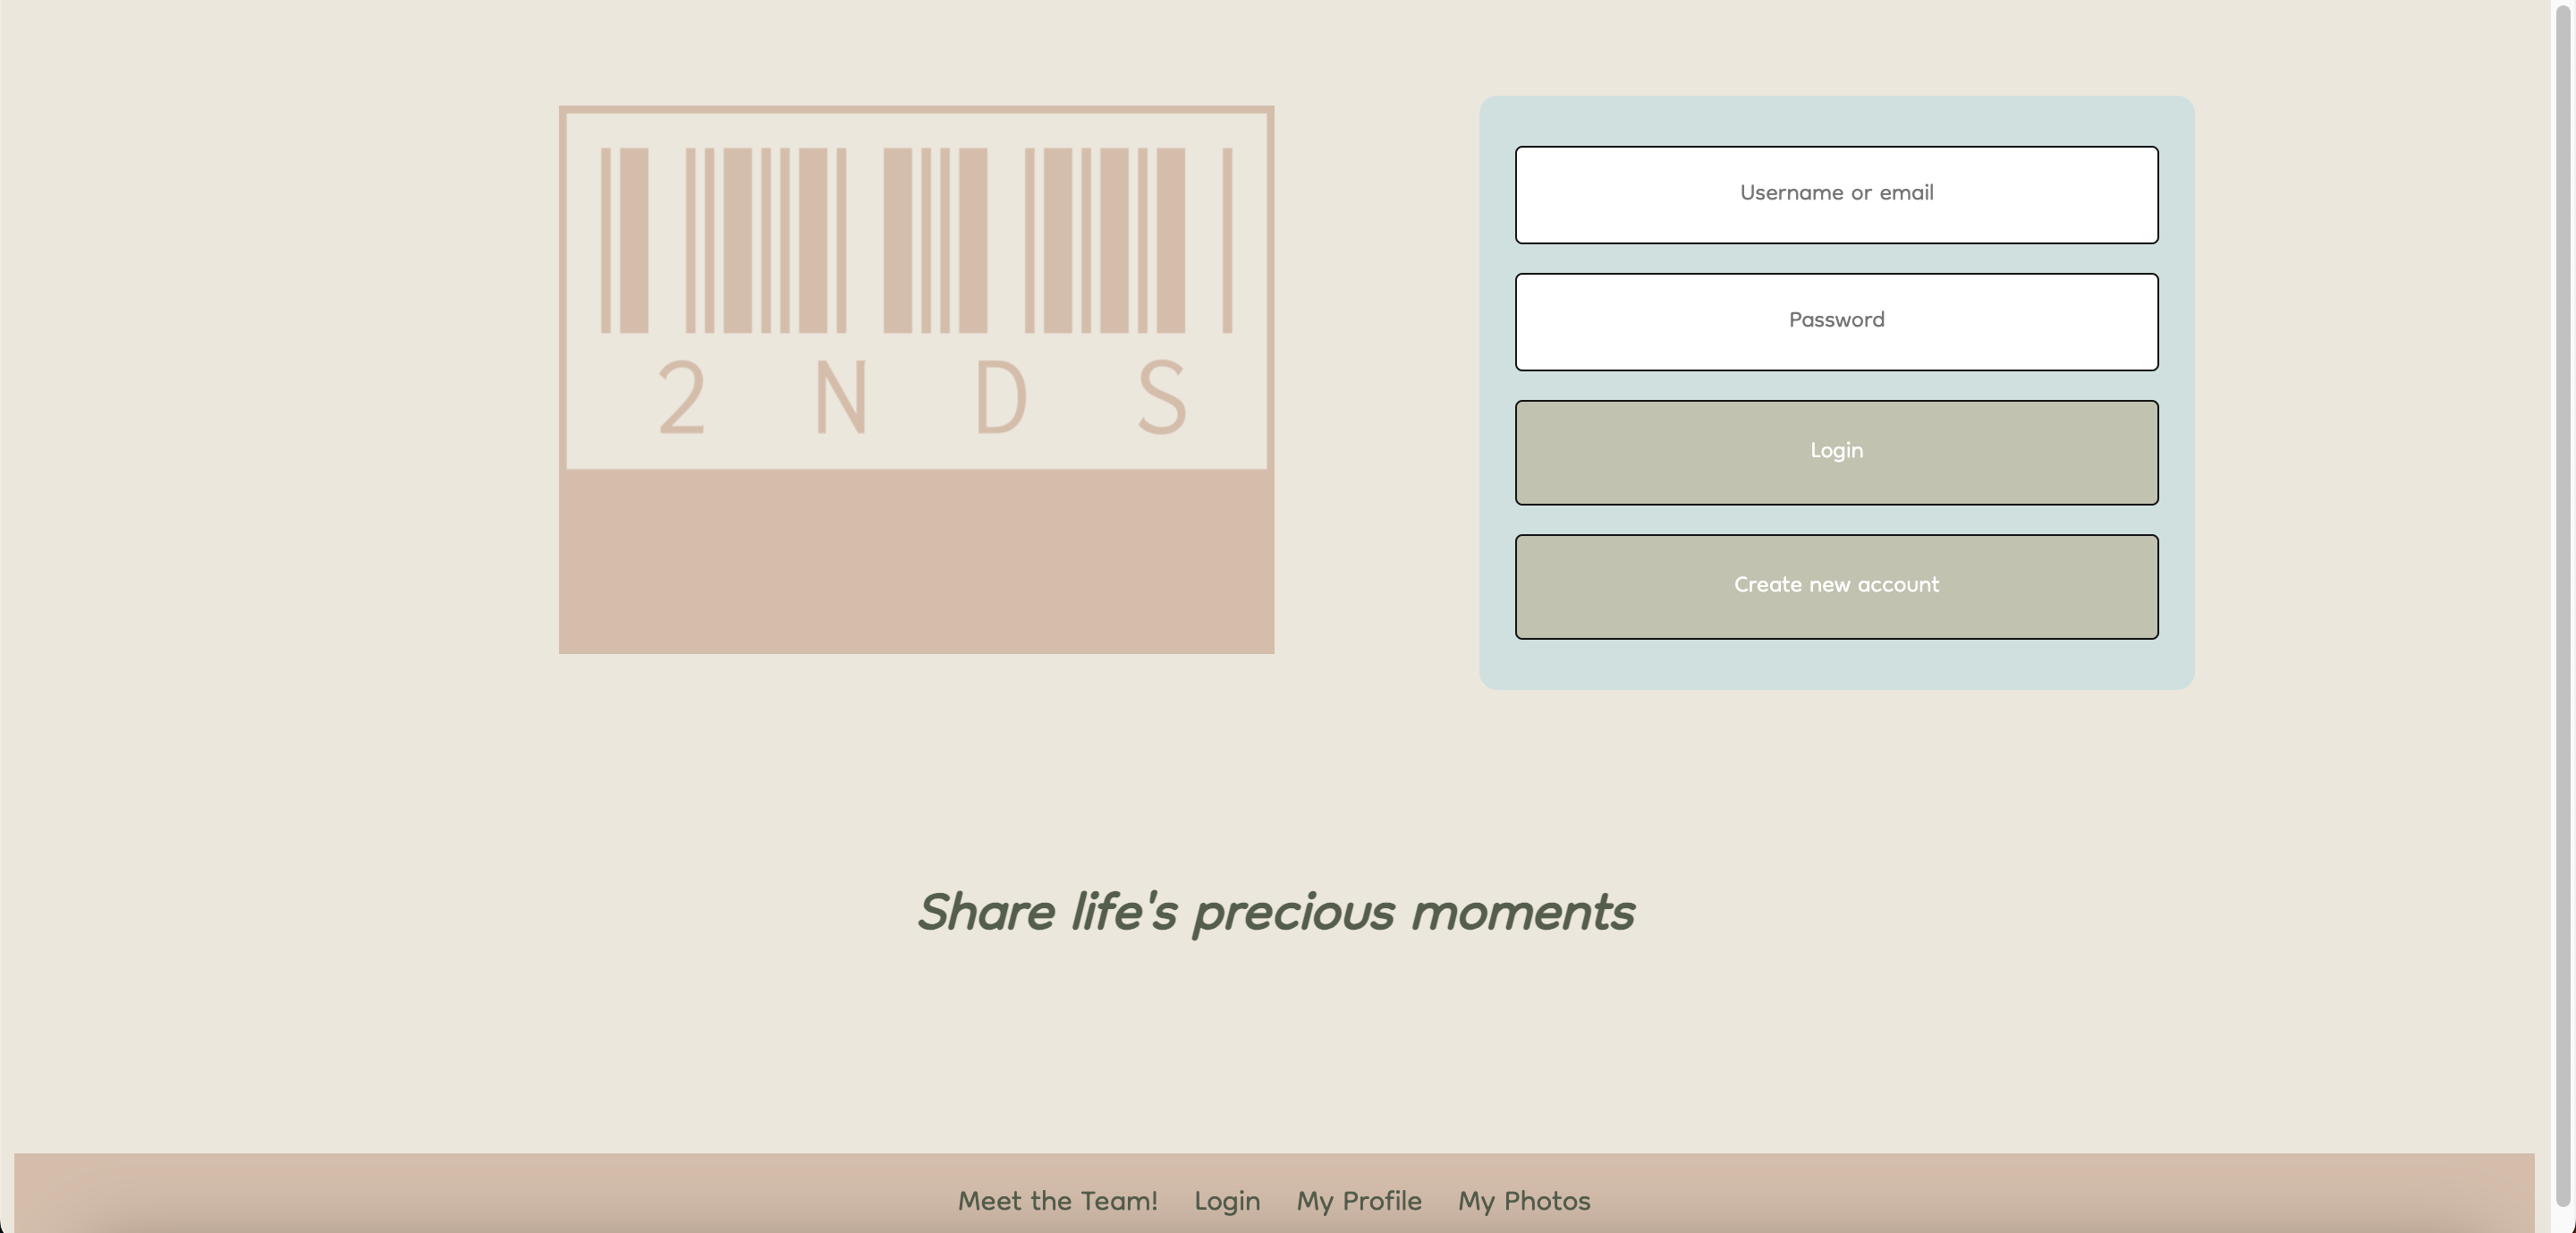 2 N D S
Username or email
Password
Login
Create new account
Share life's precious moments
Meet the Team! Login My Profile My Photos